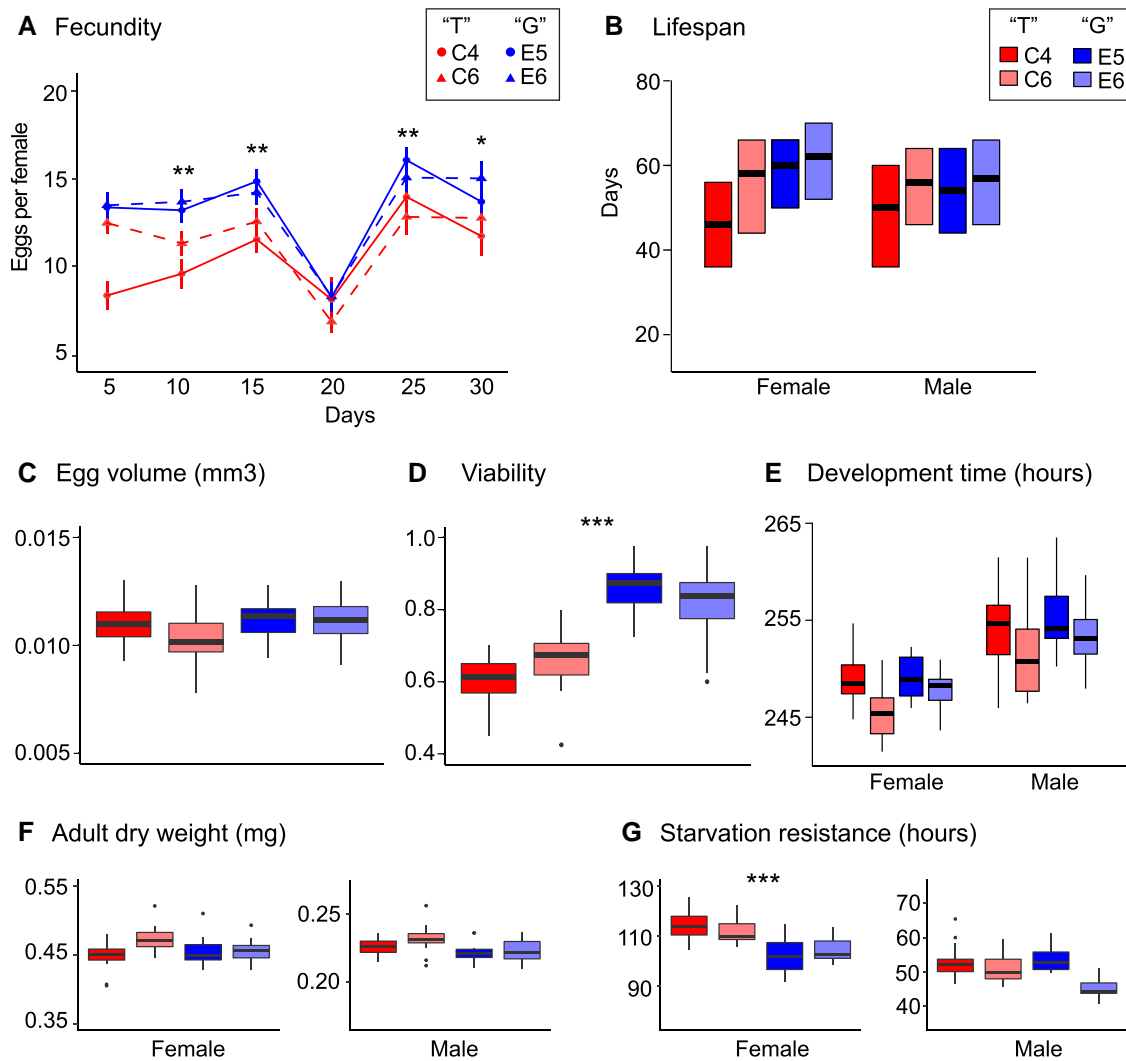 A Fecundity
“T” “G”
C4 E5
C6 E6
Eggs per female
20
15
10
5
** ** ** *
5 10 15 20 25 30
Days
B Lifespan
“T” “G”
C4 E5
C6 E6
Days
80
60
40
20
Female Male
C Egg volume (mm3)
0.015
0.010
0.005
D Viability
***
1.0
0.8
0.6
0.4
E Development time (hours)
265
255
245
Female Male
F Adult dry weight (mg)
0.55
0.45
0.35
Female
0.25
0.20
Male
G Starvation resistance (hours)
***
130
110
90
Female
70
60
50
40
Male